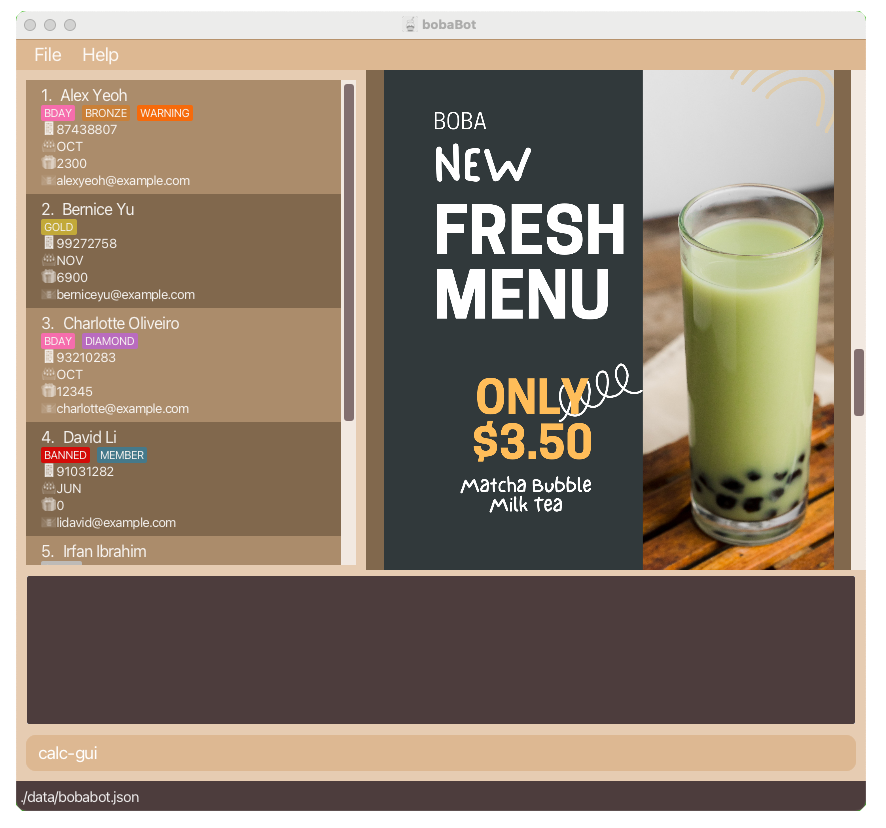 bobaBot
File Help
1. Alex Yeoh
BDAY BRONZE WARNING
87438807
OCT
2300
alexyeoh@example.com
2. Bernice Yu
GOLD
99272758
NOV
6900
berniceyu@example.com
3. Charlotte Oliveiro
BDAY DIAMOND
93210283
OCT
12345
charlotte@example.com
4. David Li
BANNED MEMBER
91031282
JUN
0
lidavid@example.com
5. Irfan Ibrahim
BOBA
NEW
FRESH
MENU
ONLY
$3.50
Matcha Bubble
Milk Tea
calc-gui
./data/bobabot.json